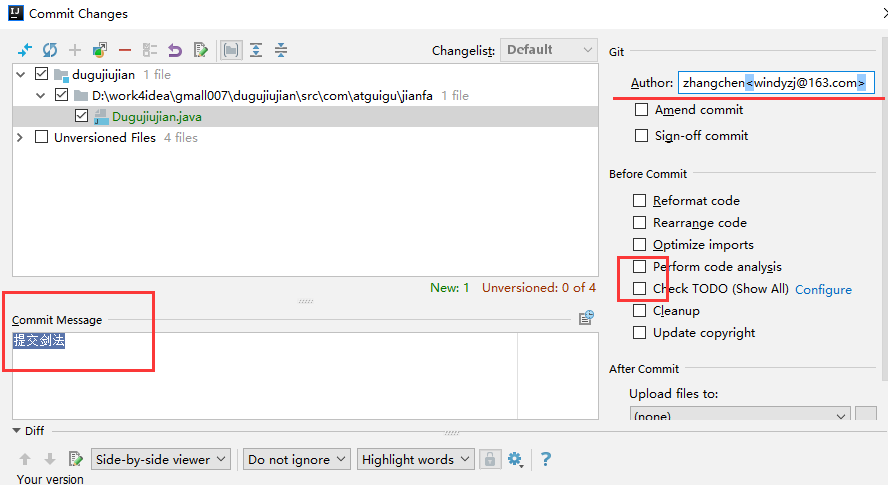 Commit Changes
Changelist: Default
dugujiujian 1 file
D:\work4idea\gmall007\dugujiujian\src\com\atguigu\jianfa 1 file
Dugujiujian.java
Unversioned Files 4 files
New: 1 Unversioned: 0 of 4
Commit Message
提交剑法
Git
Author: zhangchen<windyzj@163.com>
Amend commit
Sign-off commit
Before Commit
Reformat code
Rearrange code
Optimize imports
Perform code analysis
Check TODO (Show All) Configure
Cleanup
Update copyright
After Commit
Upload files to:
(none)
Diff
Side-by-side viewer Do not ignore Highlight words ?
Your version